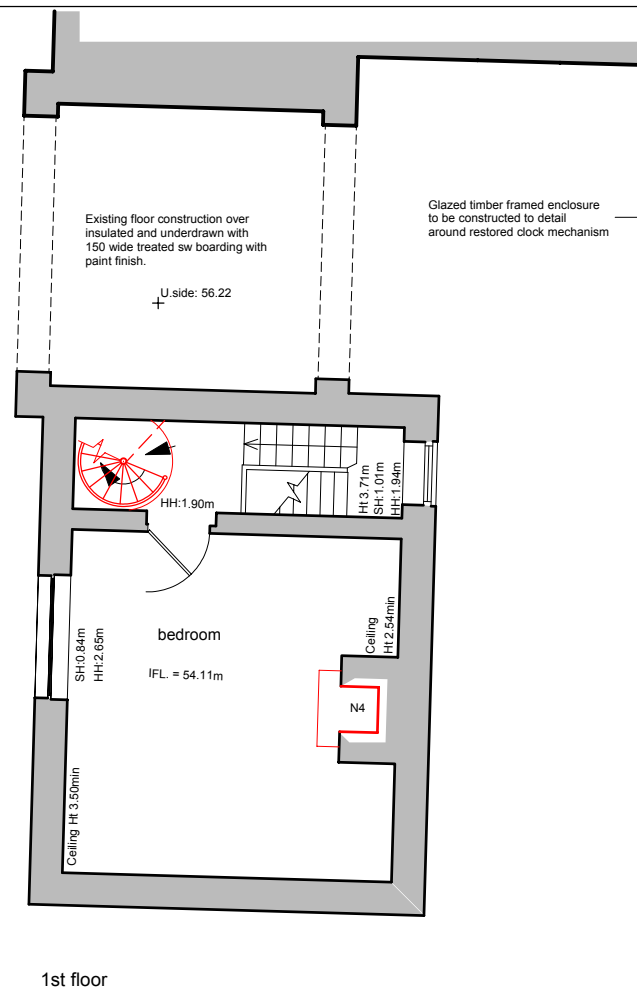 Existing floor construction over
insulated and underdrawn with
150 wide treated sw boarding with
paint finish.
Glazed timber framed enclosure
to be constructed to detail
around restored clock mechanism
U.side: 56.22
HH:1.90m
Ht 3.71m
SH:1.01m
HH:1.94m
SH:0.84m
HH:2.65m
bedroom
IFL. = 54.11m
Ceiling
Ht 2.54min
N4
Ceiling Ht 3.50min
1st floor